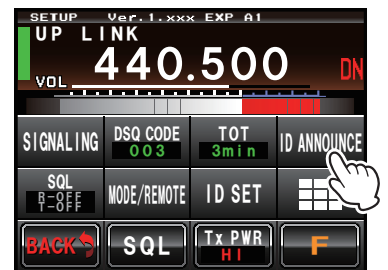 SETUP Ver.1.xxx EXP A1
UP LINK
440.500 DN
VOL
SIGNALING DSQ CODE TOT ID ANNOUNCE
003 3min
SQL MODE/REMOTE ID SET
R-OFF
T-OFF
BACK SQL Tx PWR F
HI